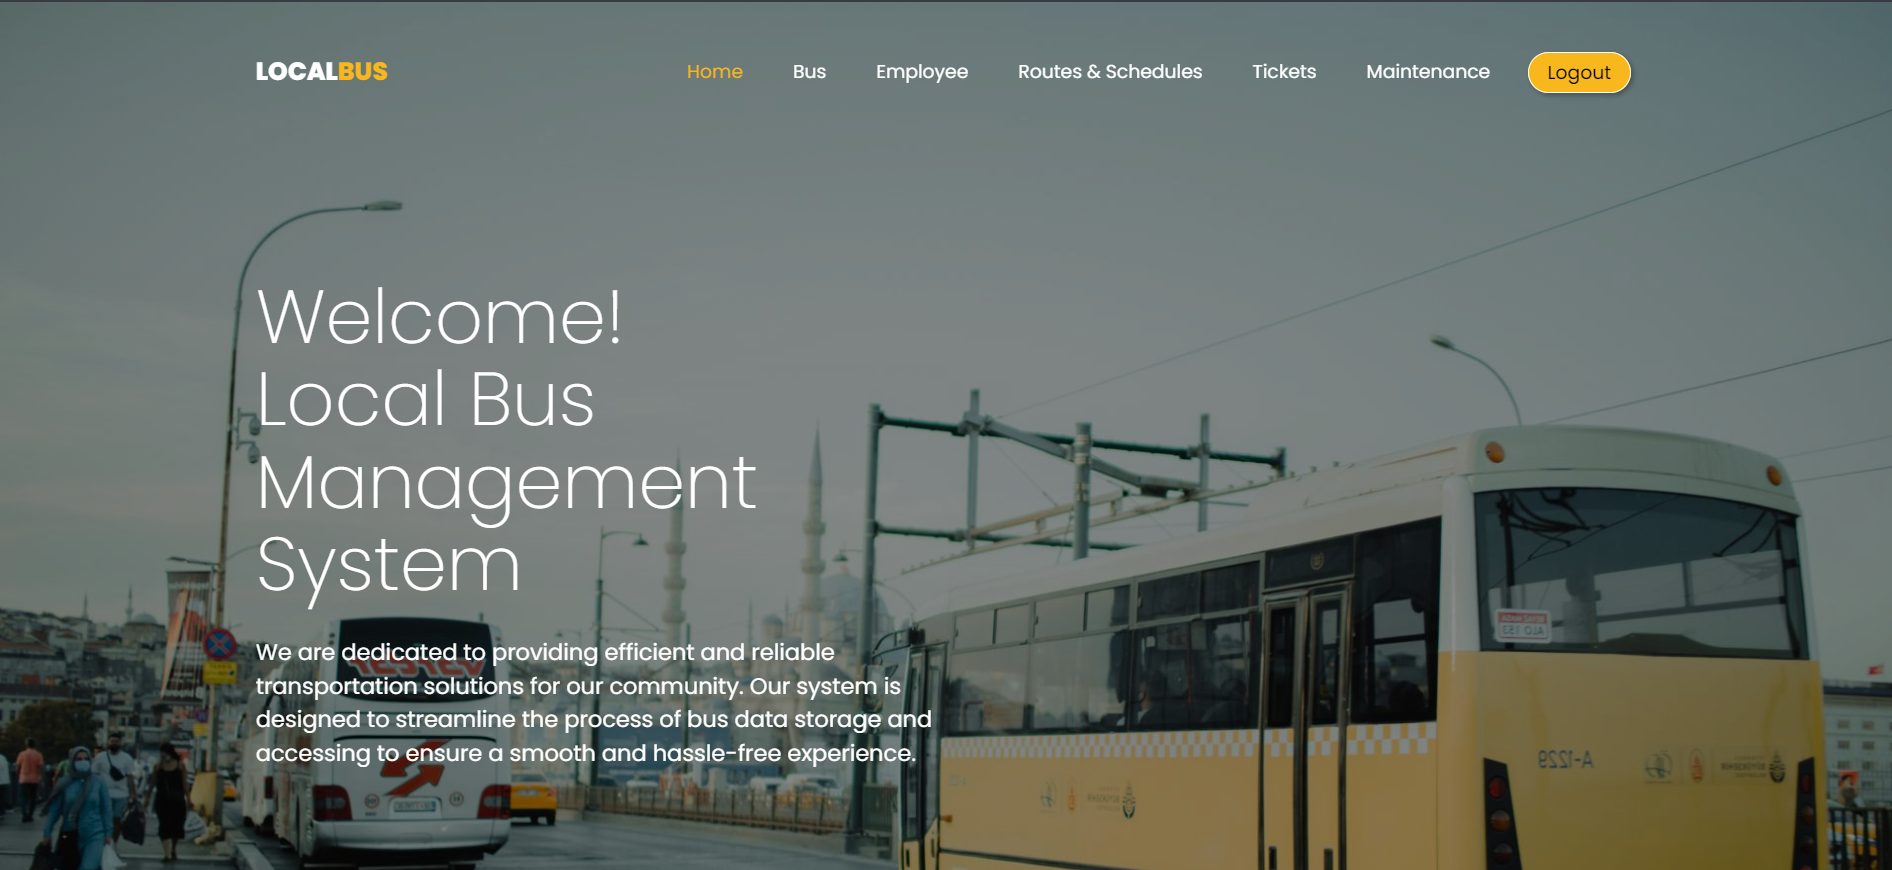 LOCALBUS
Home Bus Employee Routes & Schedules Tickets Maintenance Logout
Welcome!
Local Bus
Management
System
We are dedicated to providing efficient and reliable
transportation solutions for our community. Our system is
designed to streamline the process of bus data storage and
accessing to ensure a smooth and hassle-free experience.
A-1229